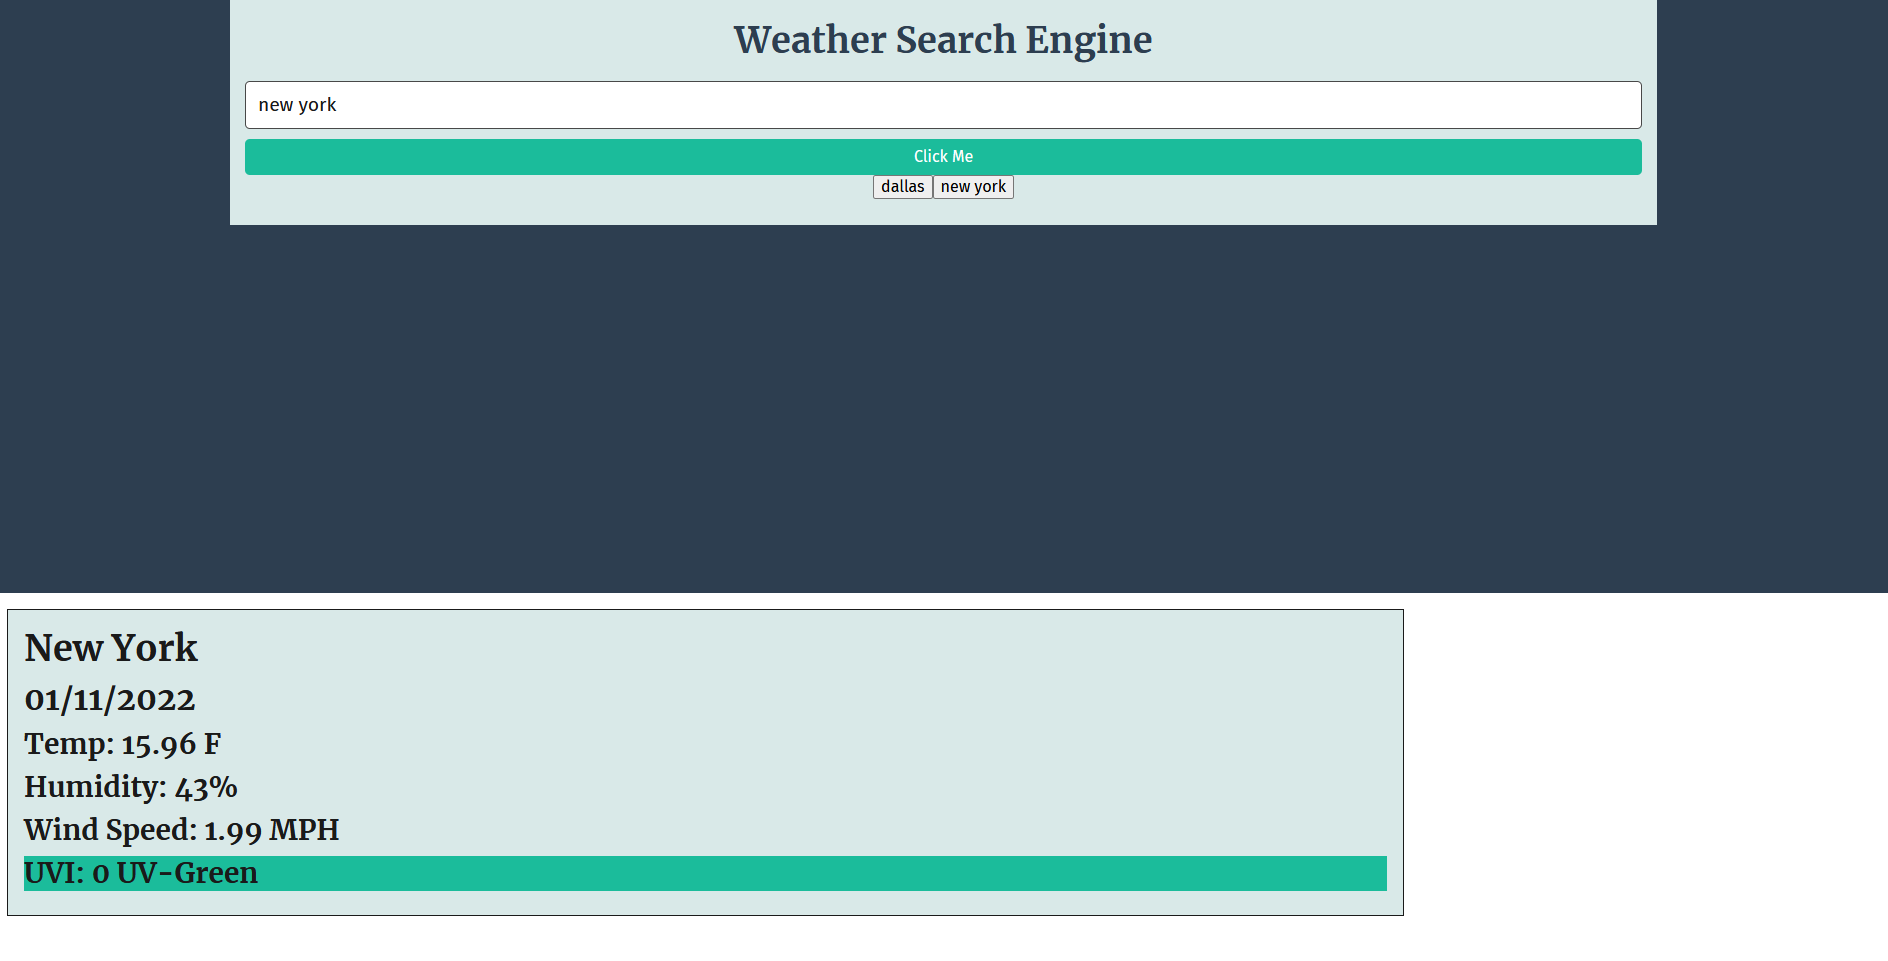 Weather Search Engine
new york
Click Me
dallas new york
New York
01/11/2022
Temp: 15.96 F
Humidity: 43%
Wind Speed: 1.99 MPH
UVI: 0 UV-Green